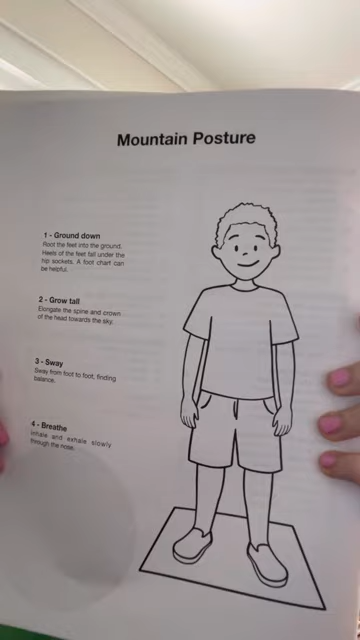 Mountain Posture
1 - Ground down
Root the feet into the ground.
Heels of the feet fall under the
hip sockets. A foot chart can
be helpful.
2 - Grow tall
Elongate the spine and crown
of the head towards the sky.
3 - Sway
Sway from foot to foot, finding
balance.
4 - Breathe
Inhale and exhale slowly
through the nose.